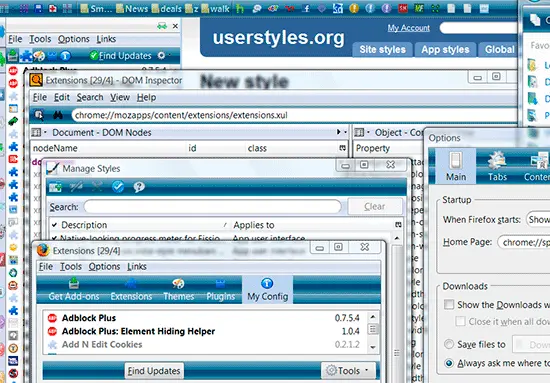 Sm
News
deals
z
walk
My Account
userstyles.org
Site styles
App styles
Global
New style
File Tools Options Links
Find Updates
Extensions [29/4] - DOM Inspector
File Edit Search View Help
chrome://mozapps/content/extensions/extensions.xul
Document - DOM Nodes
nodeName id class
Object - Con
Property
Manage Styles
Search:
Clear
Description / Applies to
Native-looking progress meter for Fissio App user interface
Extensions [29/4]
File Tools Options Links
Get Add-ons Extensions Themes Plugins My Config
Adblock Plus 0.7.5.4
Adblock Plus: Element Hiding Helper 1.0.4
Add N Edit Cookies 0.2.1.2
Find Updates
Tools
Favo
Options
Main Tabs Conten
Startup
When Firefox starts: Show
Home Page: chrome://sp
Downloads
Show the Downloads w
Close it when all dow
Save files to Down
Always ask me where to